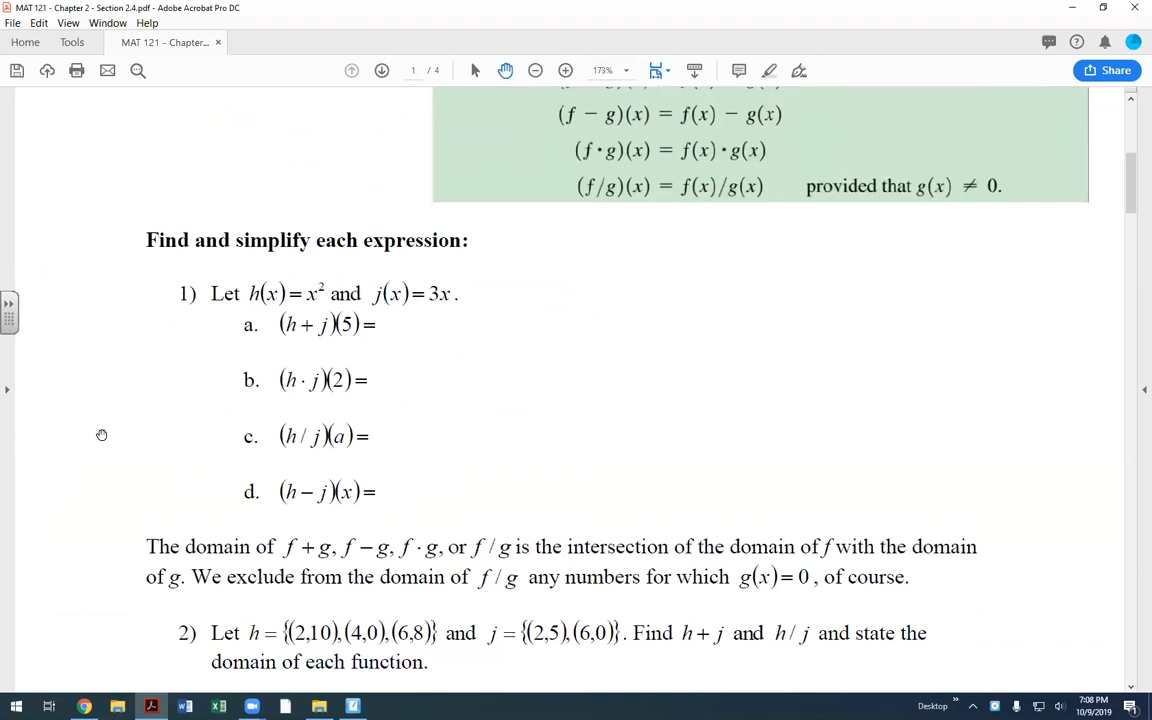 MAT 121 - Chapter 2 - Section 2.4.pdf - Adobe Acrobat Pro DC
File Edit View Window Help
Home Tools MAT 121 - Chapter... ×
1 / 4 173% Share
(f − g)(x) = f(x) − g(x)
(f · g)(x) = f(x) · g(x)
(f/g)(x) = f(x)/g(x) provided that g(x) ≠ 0.
Find and simplify each expression:
1) Let h(x) = x² and j(x) = 3x.
a. (h + j)(5) =
b. (h · j)(2) =
c. (h / j)(a) =
d. (h − j)(x) =
The domain of f + g, f − g, f · g, or f / g is the intersection of the domain of f with the domain
of g. We exclude from the domain of f / g any numbers for which g(x) = 0, of course.
2) Let h = {(2,10),(4,0),(6,8)} and j = {(2,5),(6,0)}. Find h + j and h / j and state the
domain of each function.
Desktop » 7:08 PM
10/9/2019